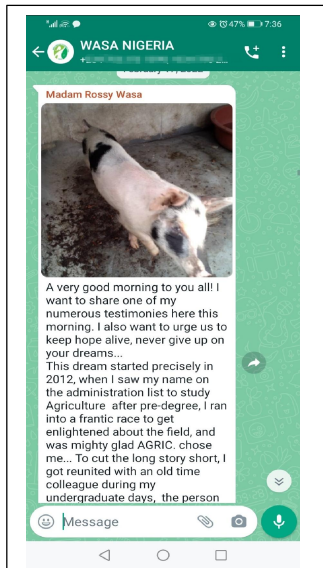 47% 7:36
WASA NIGERIA
Madam Rossy Wasa
A very good morning to you all! I
want to share one of my
numerous testimonies here this
morning. I also want to urge us to
keep hope alive, never give up on
your dreams...
This dream started precisely in
2012, when I saw my name on
the administration list to study
Agriculture after pre-degree, I ran
into a frantic race to get
enlightened about the field, and
was mighty glad AGRIC. chose
me... To cut the long story short, I
got reunited with an old time
colleague during my
undergraduate days, the person
Message